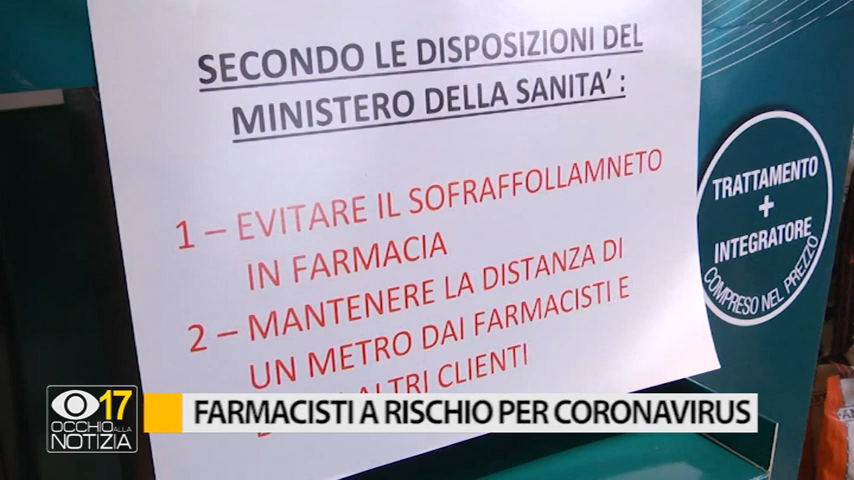 SECONDO LE DISPOSIZIONI DEL
MINISTERO DELLA SANITA' :
1 – EVITARE IL SOFRAFFOLLAMNETO
IN FARMACIA
2 – MANTENERE LA DISTANZA DI
UN METRO DAI FARMACISTI E
ALTRI CLIENTI
TRATTAMENTO
+
INTEGRATORE
COMPRESO NEL PREZZO
17
OCCHIO ALLA
NOTIZIA
FARMACISTI A RISCHIO PER CORONAVIRUS